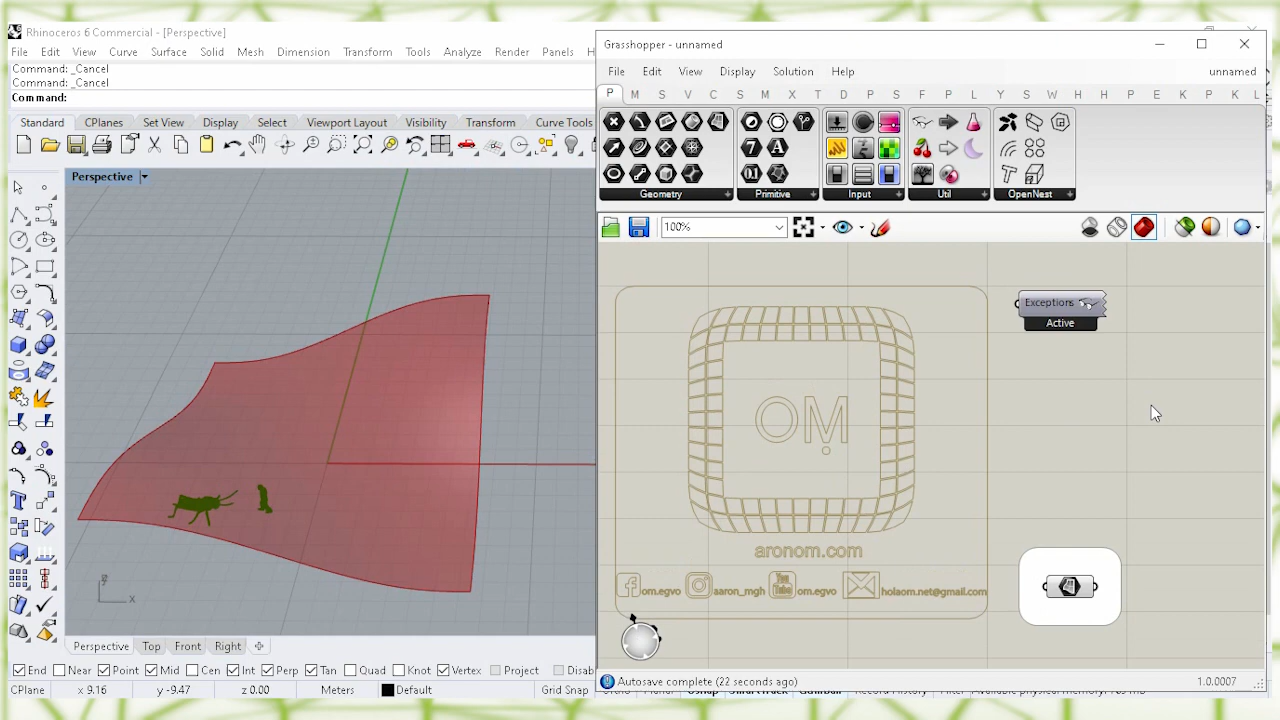 Rhinoceros 6 Commercial - [Perspective]
File Edit View Curve Surface Solid Mesh Dimension Transform Tools Analyze Render Panels
Command: _Cancel
Command: _Cancel
Command:
Standard CPlanes Set View Display Select Viewport Layout Visibility Transform Curve Tools
Perspective
y
x
Perspective Top Front Right
End Near Point Mid Cen Int Perp Tan Quad Knot Vertex Project Disab
CPlane x 9.16 y -9.47 z 0.00 Meters Default Grid Snap
Grasshopper - unnamed
File Edit View Display Solution Help unnamed
P M S V C S M X T D F P S F P L Y S W M H H P E K P K L
Geometry Primitive Input Util OpenNest
100%
Exceptions
Active
OM
aronom.com
om.egvo aaron_mgh You Tube om.egvo holaom.net@gmail.com
Autosave complete (22 seconds ago) 1.0.0007